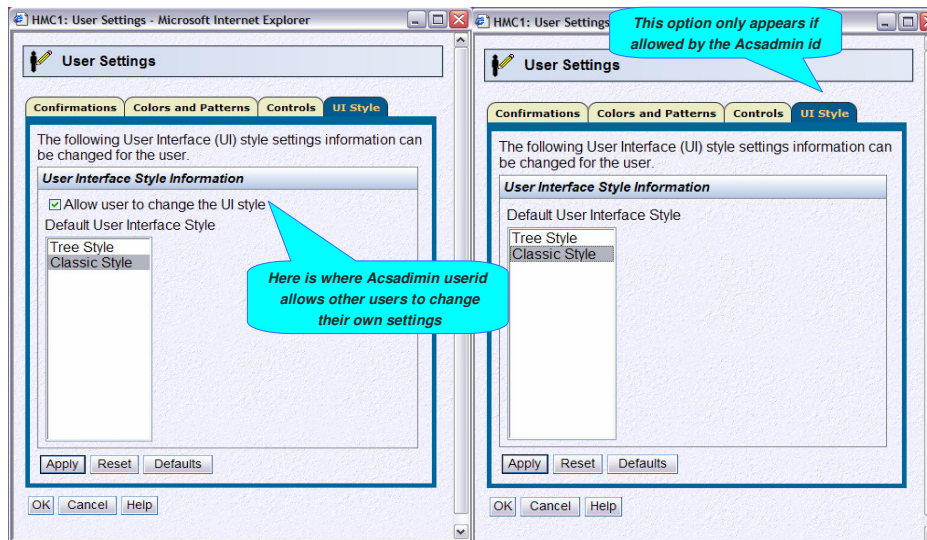 HMC1: User Settings - Microsoft Internet Explorer
User Settings
Confirmations Colors and Patterns Controls UI Style
The following User Interface (UI) style settings information can
be changed for the user.
User Interface Style Information
Allow user to change the UI style
Default User Interface Style
Tree Style
Classic Style
Here is where Acsadimin userid
allows other users to change
their own settings
Apply Reset Defaults
OK Cancel Help
HMC1: User Settings
This option only appears if
allowed by the Acsadmin id
User Settings
Confirmations Colors and Patterns Controls UI Style
The following User Interface (UI) style settings information can
be changed for the user.
User Interface Style Information
Default User Interface Style
Tree Style
Classic Style
Apply Reset Defaults
OK Cancel Help